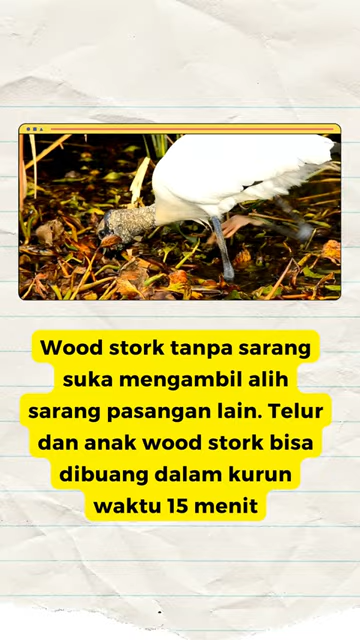 Wood stork tanpa sarang
suka mengambil alih
sarang pasangan lain. Telur
dan anak wood stork bisa
dibuang dalam kurun
waktu 15 menit